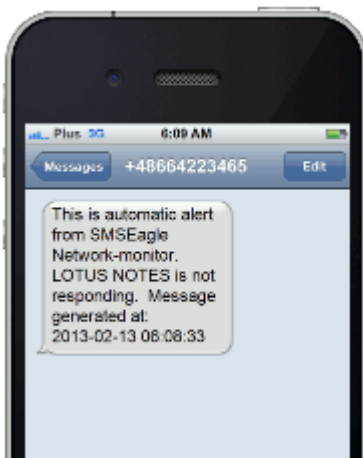 Plus 3G 6:09 AM
Messages +48664223465 Edit
This is automatic alert
from SMSEagle
Network-monitor.
LOTUS NOTES is not
responding. Message
generated at:
2013-02-13 06:08:33